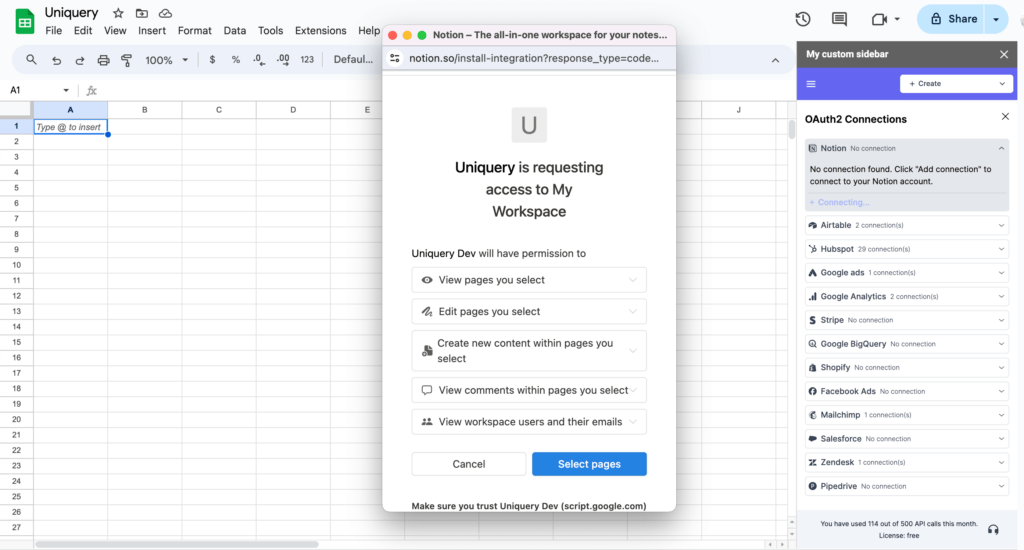 Uniquery
File Edit View Insert Format Data Tools Extensions Help
Share
100%
$ % .0 .00 123 Defaul...
A1
fx
A B C D E J
1
Type @ to insert
2
3
4
5
6
7
8
9
10
11
12
13
14
15
16
17
18
19
20
21
22
23
24
25
26
27
Notion – The all-in-one workspace for your notes...
notion.so/install-integration?response_type=code...
U
Uniquery is requesting
access to My
Workspace
Uniquery Dev will have permission to
View pages you select
Edit pages you select
Create new content within pages you
select
View comments within pages you select
View workspace users and their emails
Cancel
Select pages
Make sure you trust Uniquery Dev (script.google.com)
My custom sidebar
+ Create
OAuth2 Connections
Notion No connection
No connection found. Click "Add connection" to
connect to your Notion account.
+ Connecting...
Airtable 2 connection(s)
Hubspot 29 connection(s)
Google ads 1 connection(s)
Google Analytics 2 connection(s)
Stripe No connection
Google BigQuery No connection
Shopify No connection
Facebook Ads No connection
Mailchimp 1 connection(s)
Salesforce No connection
Zendesk 1 connection(s)
Pipedrive No connection
You have used 114 out of 500 API calls this month.
License: free